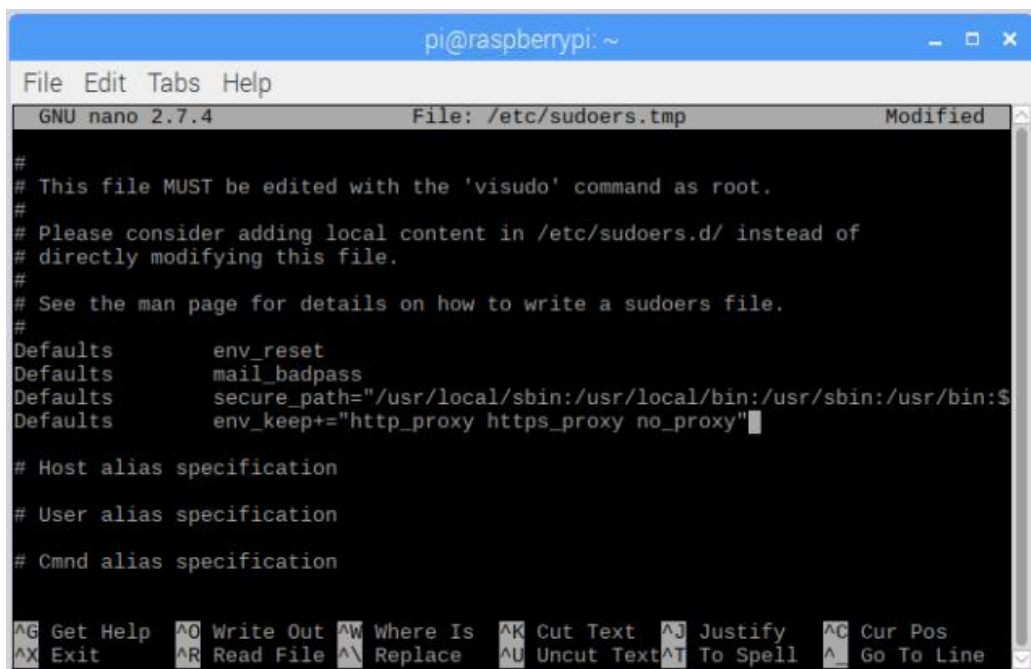 pi@raspberrypi: ~
File Edit Tabs Help
GNU nano 2.7.4 File: /etc/sudoers.tmp Modified
#
# This file MUST be edited with the 'visudo' command as root.
#
# Please consider adding local content in /etc/sudoers.d/ instead of
# directly modifying this file.
#
# See the man page for details on how to write a sudoers file.
#
Defaults env_reset
Defaults mail_badpass
Defaults secure_path="/usr/local/sbin:/usr/local/bin:/usr/sbin:/usr/bin:$
Defaults env_keep+="http_proxy https_proxy no_proxy"
# Host alias specification
# User alias specification
# Cmnd alias specification
^G Get Help ^O Write Out ^W Where Is ^K Cut Text ^J Justify ^C Cur Pos
^X Exit ^R Read File ^\ Replace ^U Uncut Text ^T To Spell ^_ Go To Line